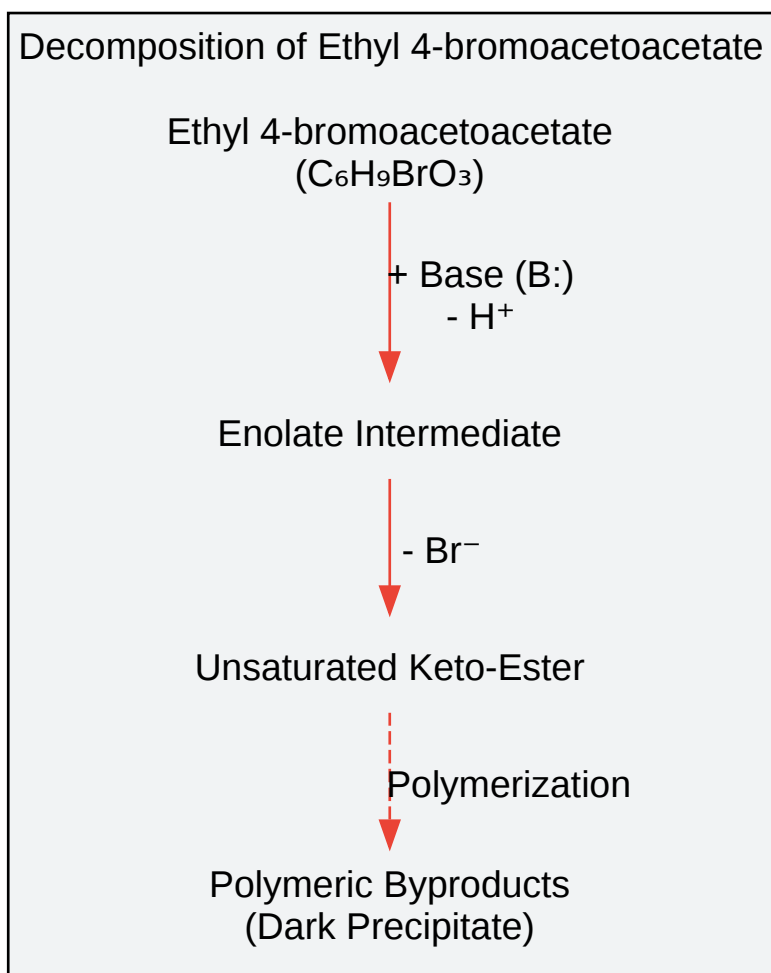 Decomposition of Ethyl 4-bromoacetoacetate
Ethyl 4-bromoacetoacetate
(C₆H₉BrO₃)
+ Base (B:)
- H⁺
Enolate Intermediate
- Br⁻
Unsaturated Keto-Ester
Polymerization
Polymeric Byproducts
(Dark Precipitate)